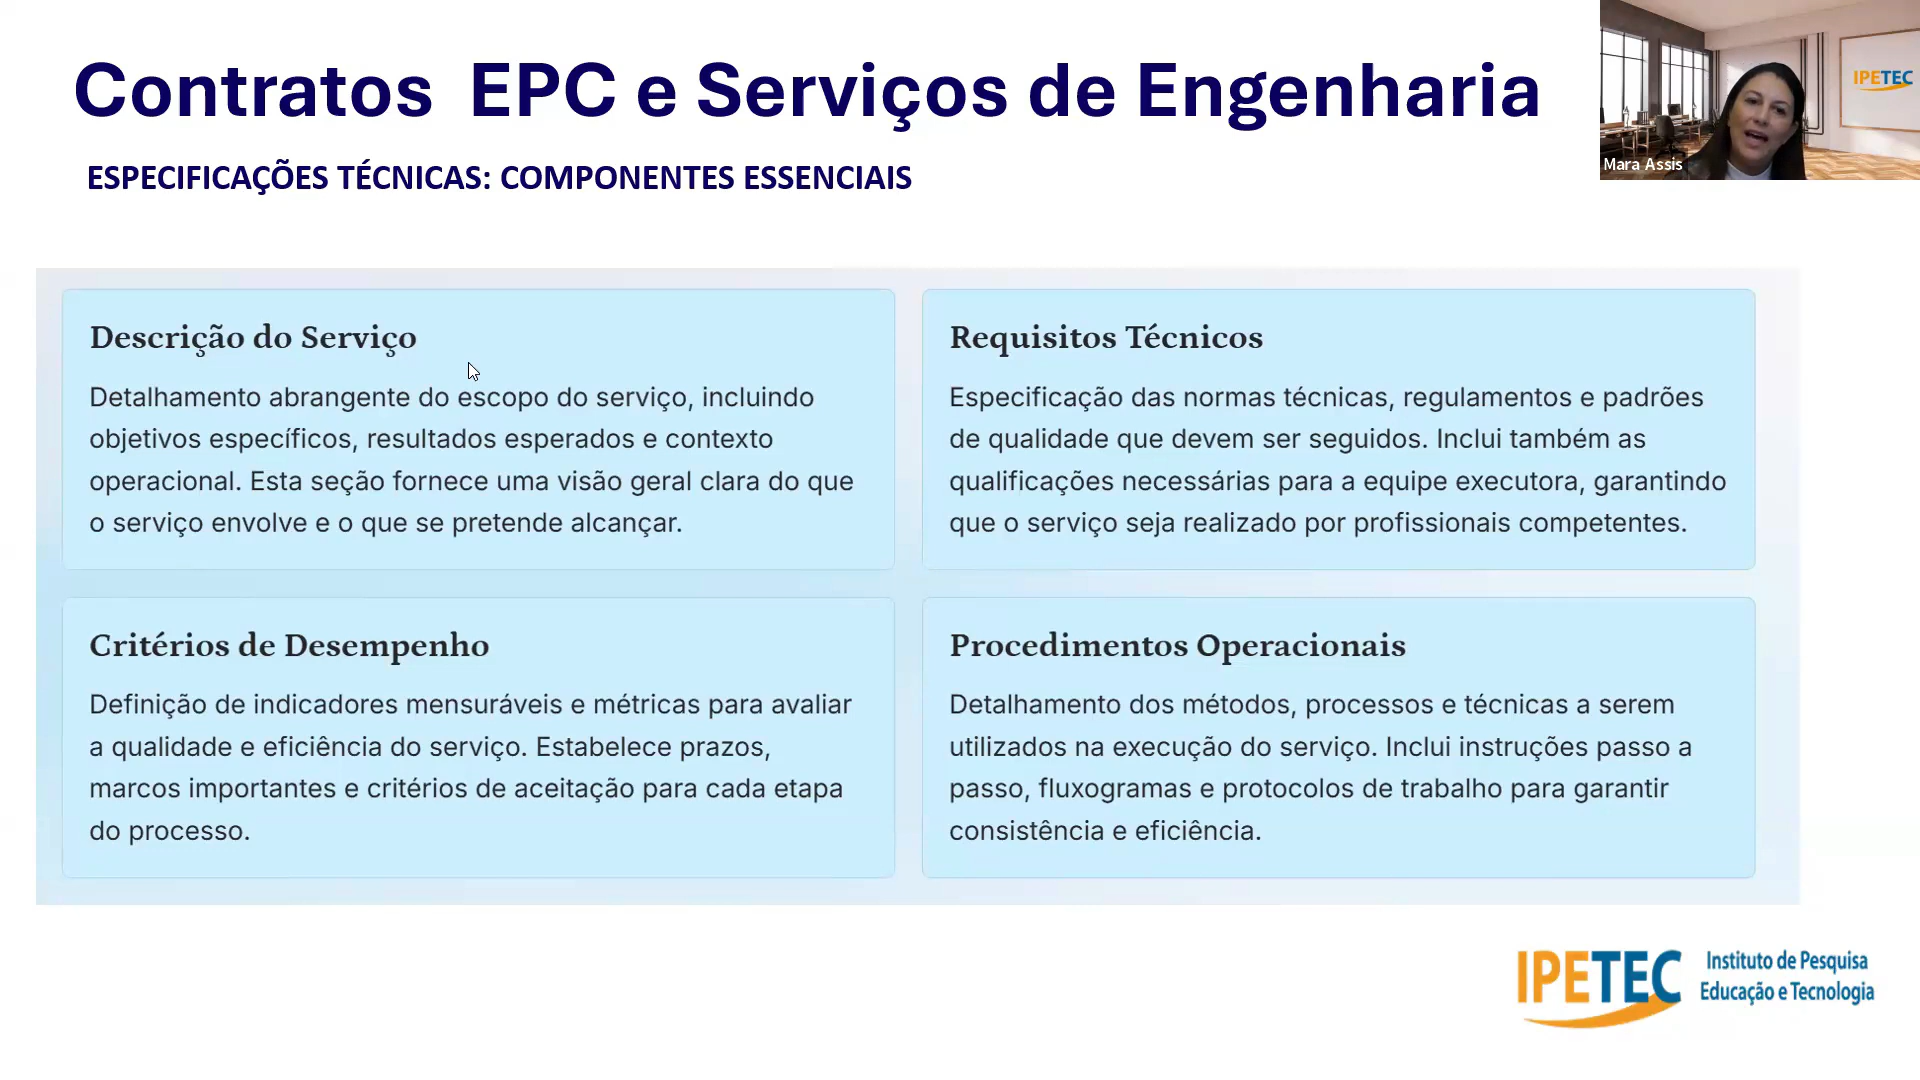 Contratos  EPC e Serviços de Engenharia
ESPECIFICAÇÕES TÉCNICAS: COMPONENTES ESSENCIAIS
IPETEC
Mara Assis
Descrição do Serviço
Detalhamento abrangente do escopo do serviço, incluindo
objetivos específicos, resultados esperados e contexto
operacional. Esta seção fornece uma visão geral clara do que
o serviço envolve e o que se pretende alcançar.
Requisitos Técnicos
Especificação das normas técnicas, regulamentos e padrões
de qualidade que devem ser seguidos. Inclui também as
qualificações necessárias para a equipe executora, garantindo
que o serviço seja realizado por profissionais competentes.
Critérios de Desempenho
Definição de indicadores mensuráveis e métricas para avaliar
a qualidade e eficiência do serviço. Estabelece prazos,
marcos importantes e critérios de aceitação para cada etapa
do processo.
Procedimentos Operacionais
Detalhamento dos métodos, processos e técnicas a serem
utilizados na execução do serviço. Inclui instruções passo a
passo, fluxogramas e protocolos de trabalho para garantir
consistência e eficiência.
IPETEC
Instituto de Pesquisa
Educação e Tecnologia